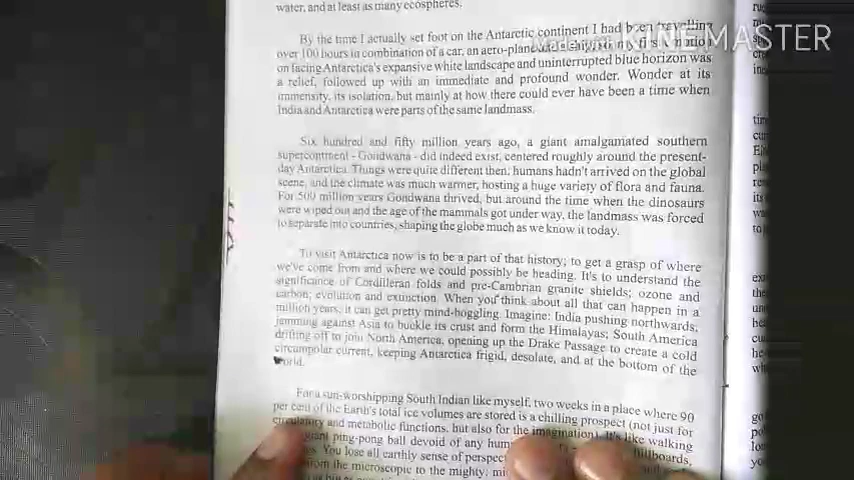 water, and at least as many ecospheres.
By the time I actually set foot on the Antarctic continent I had been travelling
over 100 hours in combination of a car, an aero-plane and a ship; my first emotion
on facing Antarctica's expansive white landscape and uninterrupted blue horizon was
a relief, followed up with an immediate and profound wonder. Wonder at its
immensity, its isolation, but mainly at how there could ever have been a time when
India and Antarctica were parts of the same landmass.
Six hundred and fifty million years ago, a giant amalgamated southern
supercontinent - Gondwana - did indeed exist, centered roughly around the present-
day Antarctica. Things were quite different then; humans hadn't arrived on the global
scene, and the climate was much warmer, hosting a huge variety of flora and fauna.
For 500 million years Gondwana thrived, but around the time when the dinosaurs
were wiped out and the age of the mammals got under way, the landmass was forced
to separate into countries, shaping the globe much as we know it today.
To visit Antarctica now is to be a part of that history; to get a grasp of where
we've come from and where we could possibly be heading. It's to understand the
significance of Cordilleran folds and pre-Cambrian granite shields; ozone and
carbon; evolution and extinction. When you think about all that can happen in a
million years, it can get pretty mind-boggling. Imagine: India pushing northwards,
jamming against Asia to buckle its crust and form the Himalayas; South America
drifting off to join North America, opening up the Drake Passage to create a cold
circumpolar current, keeping Antarctica frigid, desolate, and at the bottom of the
world.
For a sun-worshipping South Indian like myself, two weeks in a place where 90
per cent of the Earth's total ice volumes are stored is a chilling prospect (not just for
circulatory and metabolic functions, but also for the imagination). It's like walking
giant ping-pong ball devoid of any billboards,
You lose all earthly sense of
from the microscopic to the mighty,
KINEMASTER